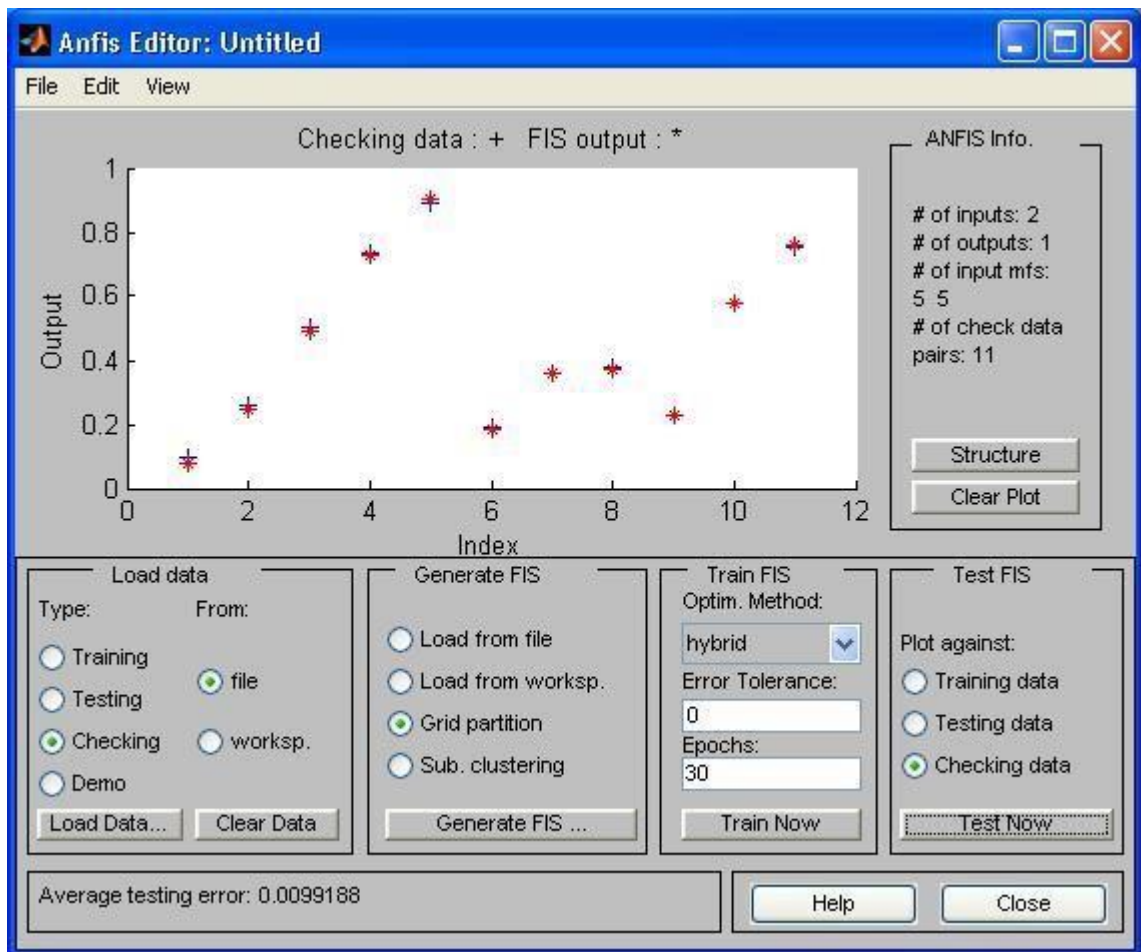 Anfis Editor: Untitled
File Edit View
Checking data : + FIS output : *
Output
1
0.8
0.6
0.4
0.2
0
0 2 4 6 8 10 12
Index
ANFIS Info.
# of inputs: 2
# of outputs: 1
# of input mfs:
5 5
# of check data
pairs: 11
Structure
Clear Plot
Load data
Type: From:
Training
Testing
Checking
Demo
file
worksp.
Load Data... Clear Data
Generate FIS
Load from file
Load from worksp.
Grid partition
Sub. clustering
Generate FIS ...
Train FIS
Optim. Method:
hybrid
Error Tolerance:
0
Epochs:
30
Train Now
Test FIS
Plot against:
Training data
Testing data
Checking data
Test Now
Average testing error: 0.0099188
Help Close